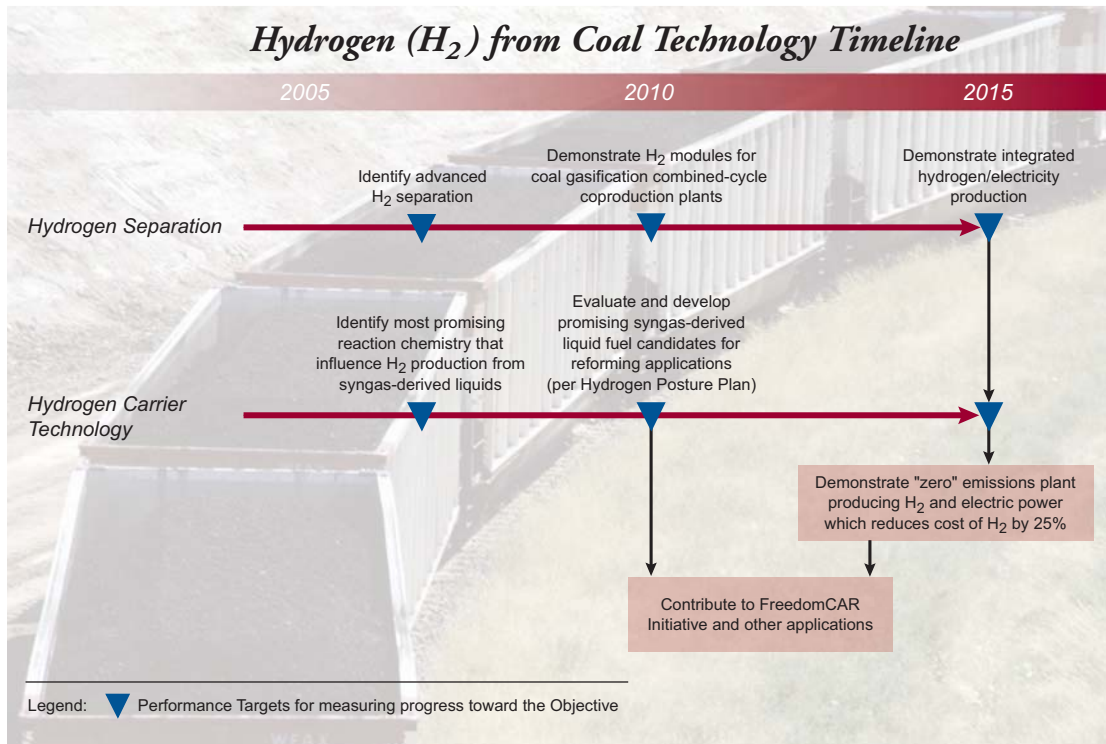 Hydrogen (H2) from Coal Technology Timeline
2005 2010 2015
Identify advanced
H2 separation
Demonstrate H2 modules for
coal gasification combined-cycle
coproduction plants
Demonstrate integrated
hydrogen/electricity
production
Hydrogen Separation
Identify most promising
reaction chemistry that
influence H2 production from
syngas-derived liquids
Evaluate and develop
promising syngas-derived
liquid fuel candidates for
reforming applications
(per Hydrogen Posture Plan)
Hydrogen Carrier
Technology
Demonstrate "zero" emissions plant
producing H2 and electric power
which reduces cost of H2 by 25%
Contribute to FreedomCAR
Initiative and other applications
Legend: Performance Targets for measuring progress toward the Objective